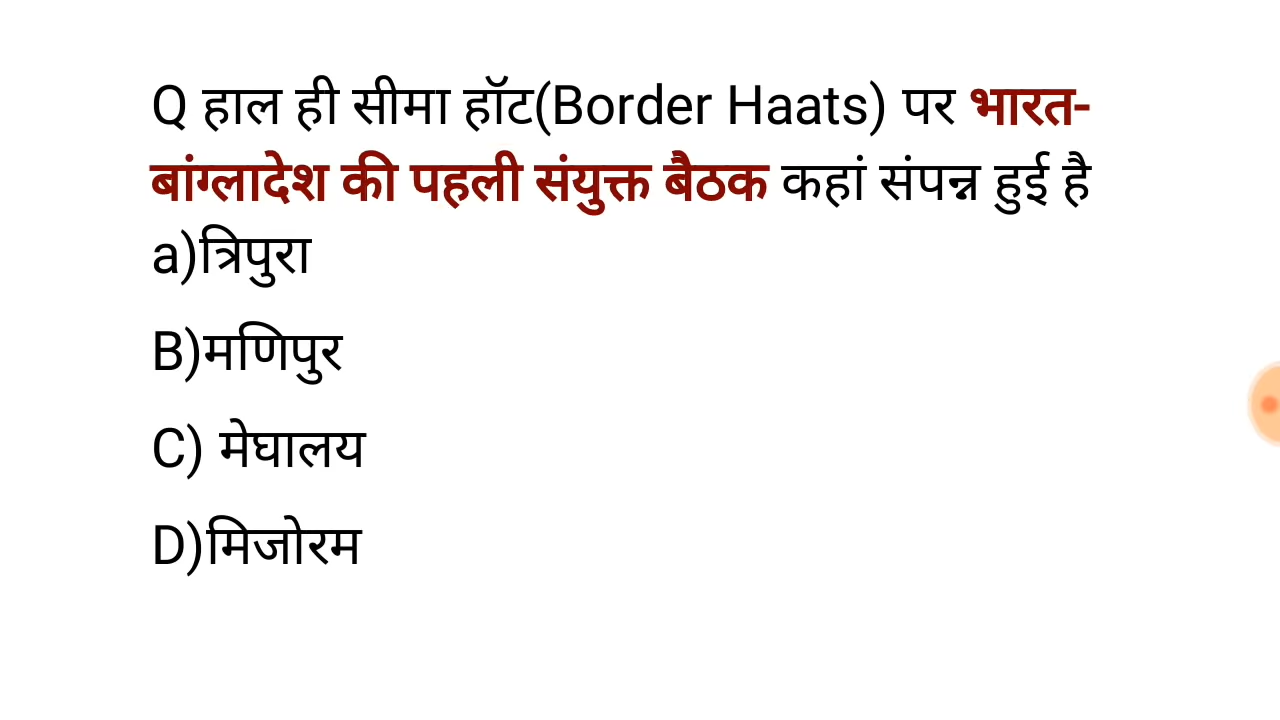 Q हाल ही सीमा हॉट(Border Haats) पर भारत-
बांग्लादेश की पहली संयुक्त बैठक कहां संपन्न हुई है
a)त्रिपुरा
B)मणिपुर
C) मेघालय
D)मिजोरम